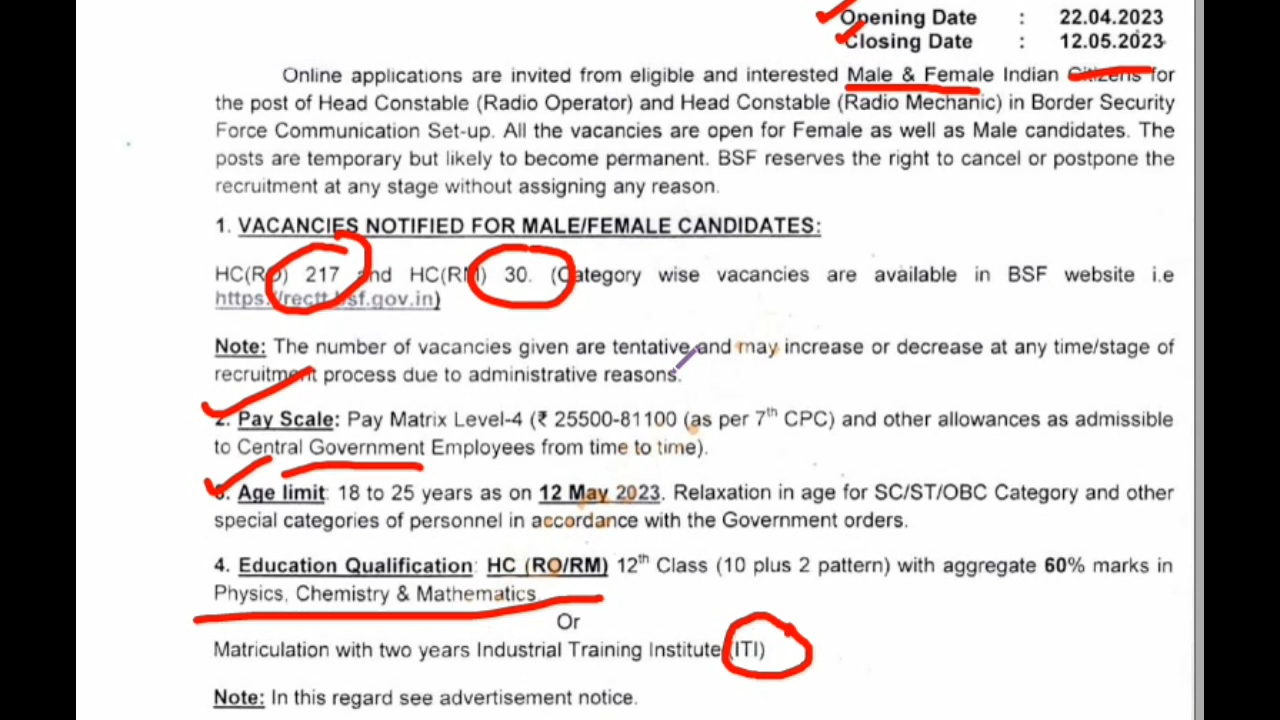 Opening Date : 22.04.2023
Closing Date : 12.05.2023
Online applications are invited from eligible and interested Male & Female Indian Citizens for
the post of Head Constable (Radio Operator) and Head Constable (Radio Mechanic) in Border Security
Force Communication Set-up. All the vacancies are open for Female as well as Male candidates. The
posts are temporary but likely to become permanent. BSF reserves the right to cancel or postpone the
recruitment at any stage without assigning any reason.
1. VACANCIES NOTIFIED FOR MALE/FEMALE CANDIDATES:
HC(RO) 217 and HC(RM) 30. (Category wise vacancies are available in BSF website i.e
https://rectt.bsf.gov.in)
Note: The number of vacancies given are tentative and may increase or decrease at any time/stage of
recruitment process due to administrative reasons.
2. Pay Scale: Pay Matrix Level-4 (₹ 25500-81100 (as per 7th CPC) and other allowances as admissible
to Central Government Employees from time to time).
3. Age limit: 18 to 25 years as on 12 May 2023. Relaxation in age for SC/ST/OBC Category and other
special categories of personnel in accordance with the Government orders.
4. Education Qualification: HC (RO/RM) 12th Class (10 plus 2 pattern) with aggregate 60% marks in
Physics, Chemistry & Mathematics.
Or
Matriculation with two years Industrial Training Institute (ITI)
Note: In this regard see advertisement notice.